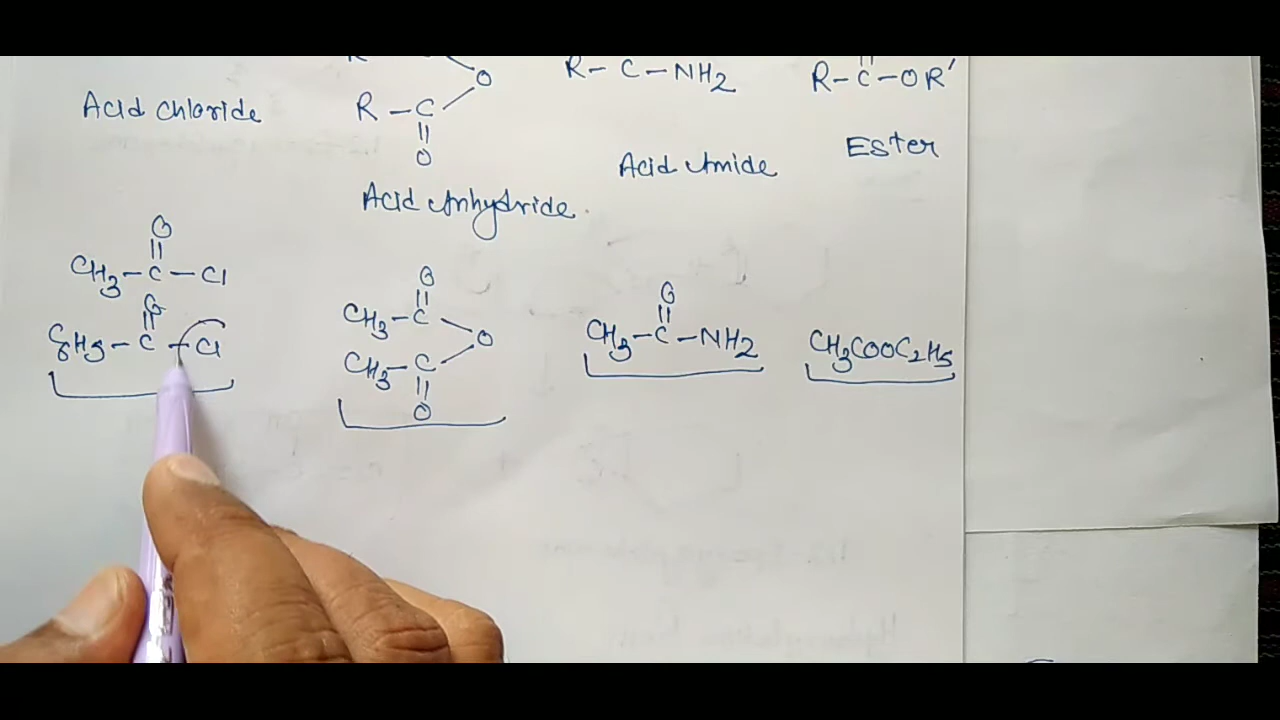 R O R – C – NH2 R – C – OR'
Acid Chloride R – C
||
O Ester
Acid Amide
Acid Anhydride
O
||
CH3 – C – Cl O O
|| ||
CH3 – C CH3 – C – NH2
O
CH3 – C – Cl CH3 – C CH3COOC2H5
||
O